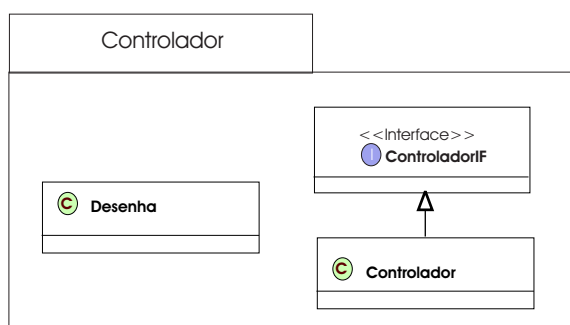 Controlador
<<Interface>>
I ControladorIF
C Desenha
C Controlador